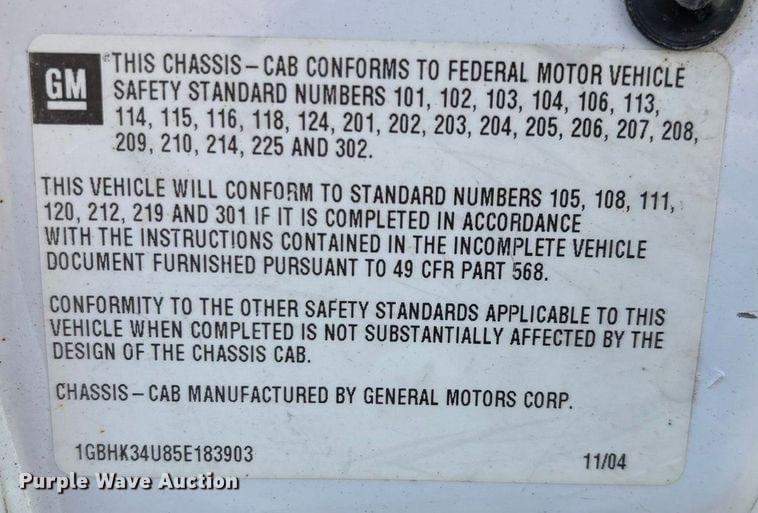 GM
THIS CHASSIS-CAB CONFORMS TO FEDERAL MOTOR VEHICLE
SAFETY STANDARD NUMBERS 101, 102, 103, 104, 106, 113,
114, 115, 116, 118, 124, 201, 202, 203, 204, 205, 206, 207, 208,
209, 210, 214, 225 AND 302.
THIS VEHICLE WILL CONFORM TO STANDARD NUMBERS 105, 108, 111,
120, 212, 219 AND 301 IF IT IS COMPLETED IN ACCORDANCE
WITH THE INSTRUCTIONS CONTAINED IN THE INCOMPLETE VEHICLE
DOCUMENT FURNISHED PURSUANT TO 49 CFR PART 568.
CONFORMITY TO THE OTHER SAFETY STANDARDS APPLICABLE TO THIS
VEHICLE WHEN COMPLETED IS NOT SUBSTANTIALLY AFFECTED BY THE
DESIGN OF THE CHASSIS CAB.
CHASSIS-CAB MANUFACTURED BY GENERAL MOTORS CORP.
1GBHK34U85E183903 11/04
Purple Wave Auction